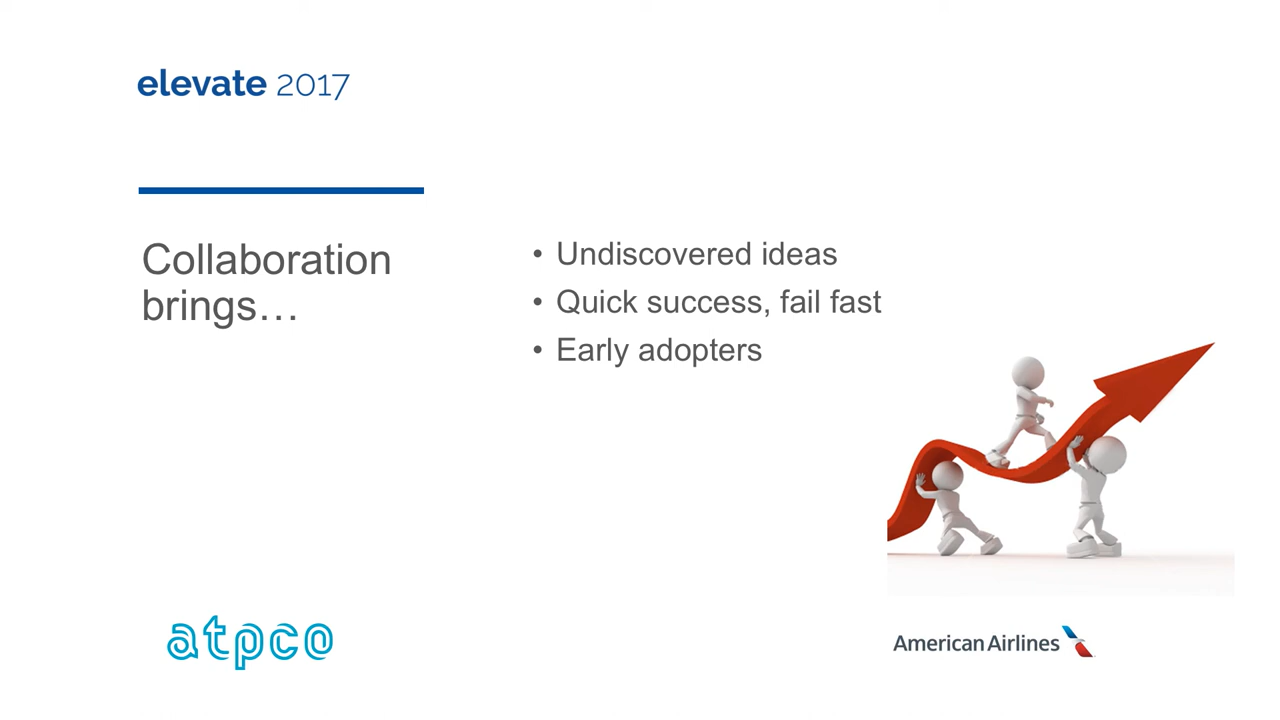 elevate 2017
Collaboration
brings…
• Undiscovered ideas
• Quick success, fail fast
• Early adopters
atpco
American Airlines